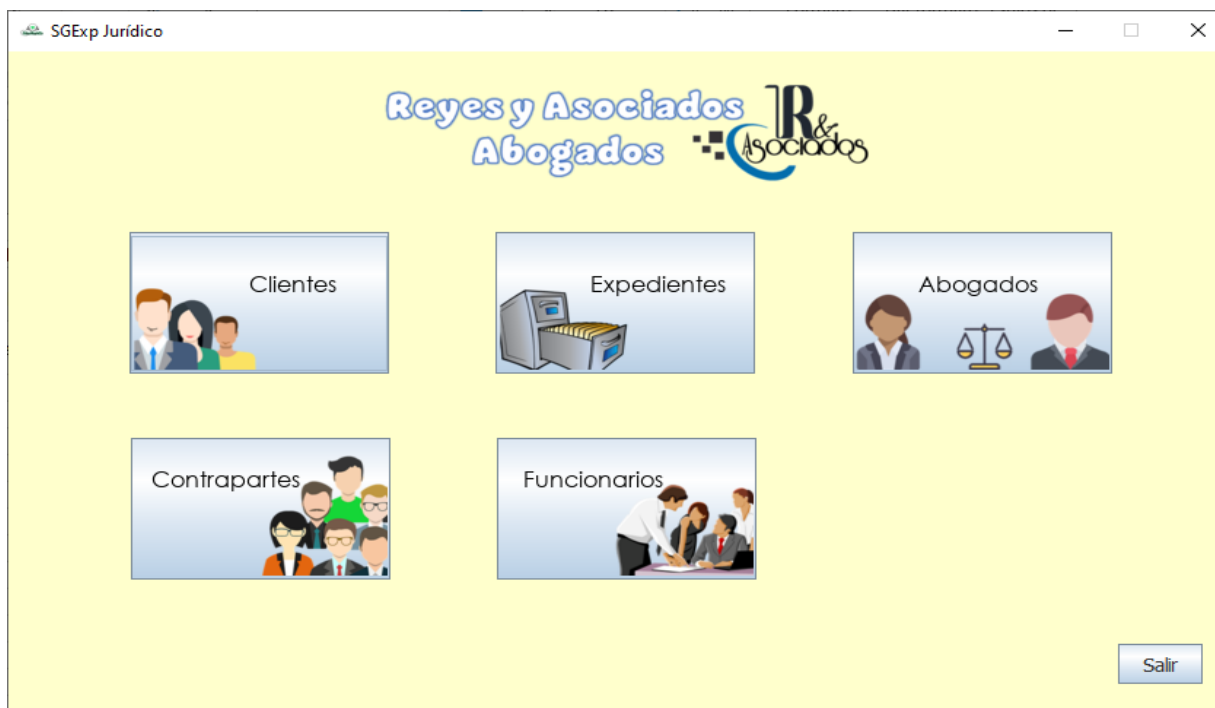 SGExp Jurídico
Reyes y Asociados
Abogados
R&
Asociados
Clientes
Expedientes
Abogados
Contrapartes
Funcionarios
Salir